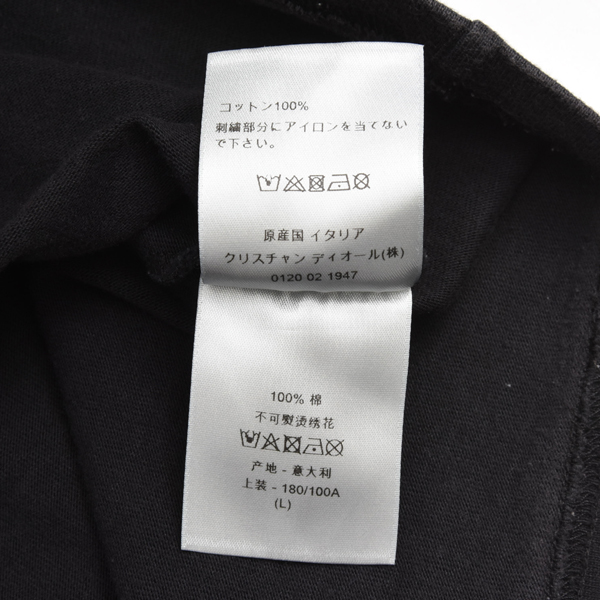 コットン100%
刺繍部分にアイロンを当てない
で下さい。
原産国 イタリア
クリスチャン ディオール(株)
0120 02 1947
100% 棉
不可熨烫绣花
产地 - 意大利
上装 - 180/100A
(L)